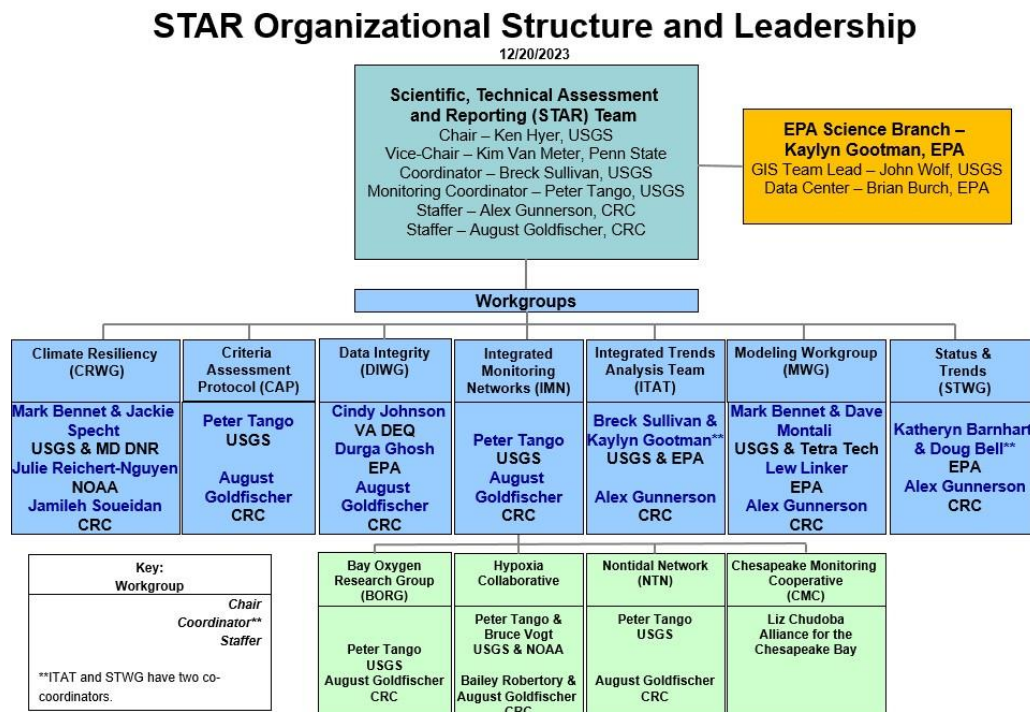 STAR Organizational Structure and Leadership
12/20/2023
Scientific, Technical Assessment
and Reporting (STAR) Team
Chair – Ken Hyer, USGS
Vice-Chair – Kim Van Meter, Penn State
Coordinator – Breck Sullivan, USGS
Monitoring Coordinator – Peter Tango, USGS
Staffer – Alex Gunnerson, CRC
Staffer – August Goldfischer, CRC
EPA Science Branch –
Kaylyn Gootman, EPA
GIS Team Lead – John Wolf, USGS
Data Center – Brian Burch, EPA
Workgroups
Climate Resiliency
(CRWG)
Mark Bennet & Jackie
Specht
USGS & MD DNR
Julie Reichert-Nguyen
NOAA
Jamileh Soueidan
CRC
Criteria
Assessment
Protocol (CAP)
Peter Tango
USGS
August
Goldfischer
CRC
Data Integrity
(DIWG)
Cindy Johnson
VA DEQ
Durga Ghosh
EPA
August
Goldfischer
CRC
Integrated
Monitoring
Networks (IMN)
Peter Tango
USGS
August
Goldfischer
CRC
Integrated Trends
Analysis Team
(ITAT)
Breck Sullivan &
Kaylyn Gootman**
USGS & EPA
Alex Gunnerson
CRC
Modeling Workgroup
(MWG)
Mark Bennet & Dave
Montali
USGS & Tetra Tech
Lew Linker
EPA
Alex Gunnerson
CRC
Status &
Trends
(STWG)
Katheryn Barnhart
& Doug Bell**
EPA
Alex Gunnerson
CRC
Key:
Workgroup
Chair
Coordinator**
Staffer
**ITAT and STWG have two co-
coordinators.
Bay Oxygen
Research Group
(BORG)
Peter Tango
USGS
August Goldfischer
CRC
Hypoxia
Collaborative
Peter Tango &
Bruce Vogt
USGS & NOAA
Bailey Robertory &
August Goldfischer
CRC
Nontidal Network
(NTN)
Peter Tango
USGS
August Goldfischer
CRC
Chesapeake Monitoring
Cooperative
(CMC)
Liz Chudoba
Alliance for the
Chesapeake Bay